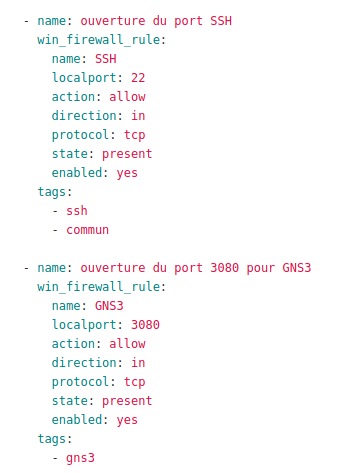 - name: ouverture du port SSH
  win_firewall_rule:
    name: SSH
    localport: 22
    action: allow
    direction: in
    protocol: tcp
    state: present
    enabled: yes
  tags:
    - ssh
    - commun

- name: ouverture du port 3080 pour GNS3
  win_firewall_rule:
    name: GNS3
    localport: 3080
    action: allow
    direction: in
    protocol: tcp
    state: present
    enabled: yes
  tags:
    - gns3